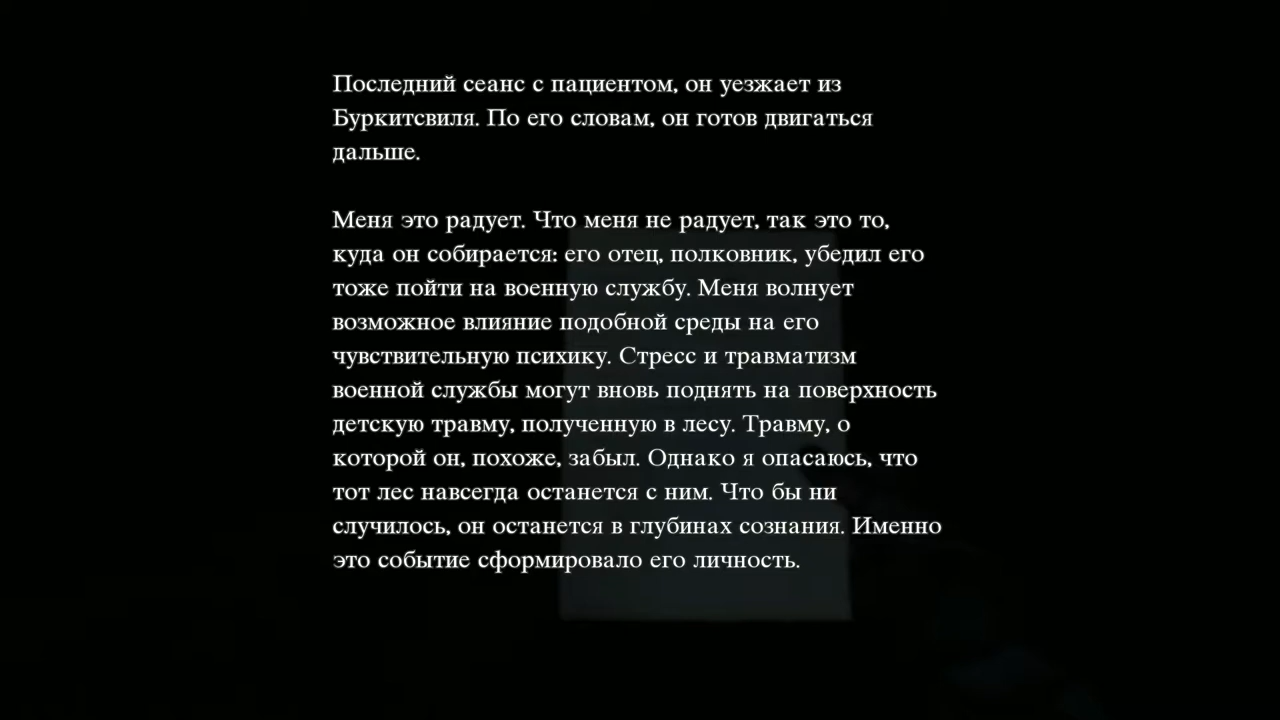 Последний сеанс с пациентом, он уезжает из
Буркитсвиля. По его словам, он готов двигаться
дальше.
Меня это радует. Что меня не радует, так это то,
куда он собирается: его отец, полковник, убедил его
тоже пойти на военную службу. Меня волнует
возможное влияние подобной среды на его
чувствительную психику. Стресс и травматизм
военной службы могут вновь поднять на поверхность
детскую травму, полученную в лесу. Травму, о
которой он, похоже, забыл. Однако я опасаюсь, что
тот лес навсегда останется с ним. Что бы ни
случилось, он останется в глубинах сознания. Именно
это событие сформировало его личность.